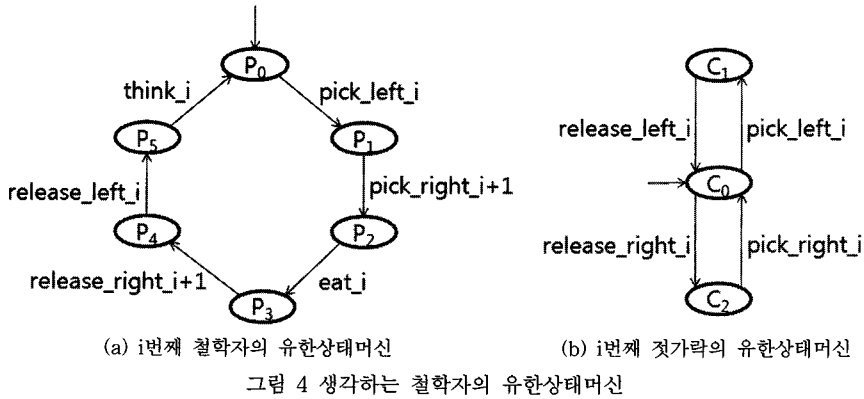 P0
think_i
pick_left_i
P5
P1
release_left_i
pick_right_i+1
P4
P2
release_right_i+1
eat_i
P3
(a) i번째 철학자의 유한상태머신
C1
release_left_i
pick_left_i
C0
release_right_i
pick_right_i
C2
(b) i번째 젓가락의 유한상태머신
그림 4 생각하는 철학자의 유한상태머신